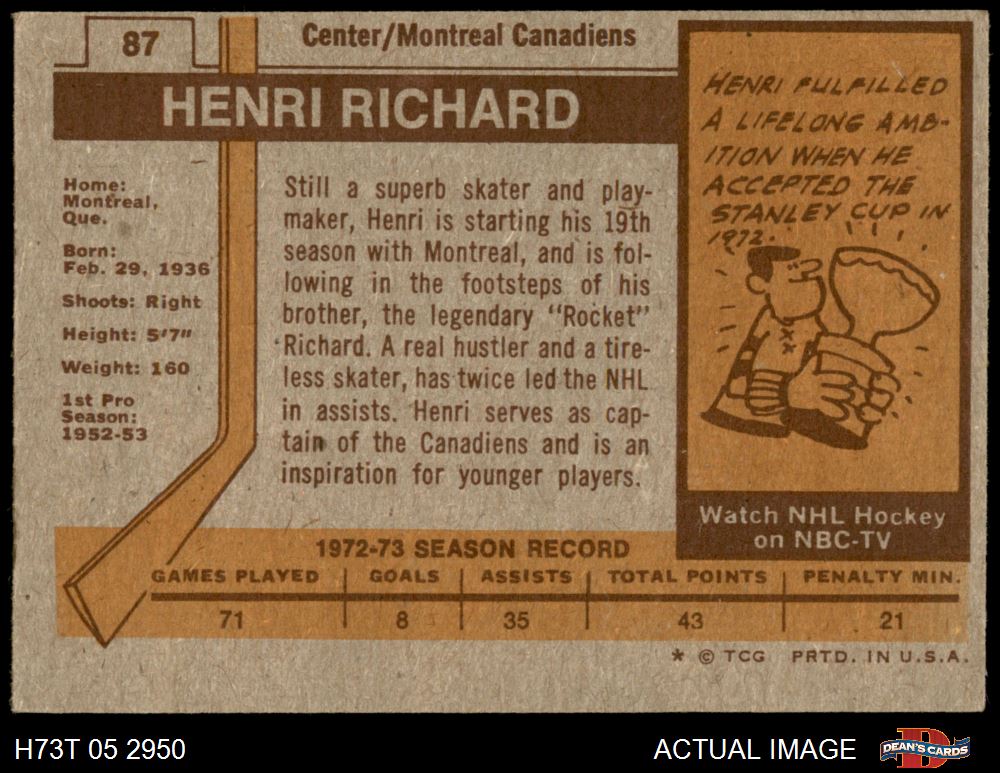 87
Center/Montreal Canadiens
HENRI RICHARD
Home:
Montreal,
Que.
Born:
Feb. 29, 1936
Shoots: Right
Height: 5'7"
Weight: 160
1st Pro
Season:
1952-53
Still a superb skater and play-
maker, Henri is starting his 19th
season with Montreal, and is fol-
lowing in the footsteps of his
brother, the legendary "Rocket"
Richard. A real hustler and a tire-
less skater, has twice led the NHL
in assists. Henri serves as cap-
tain of the Canadiens and is an
inspiration for younger players.
HENRI FULFILLED
A LIFELONG AMB-
ITION WHEN HE
ACCEPTED THE
STANLEY CUP IN
1972.
Watch NHL Hockey
on NBC-TV
1972-73 SEASON RECORD
GAMES PLAYED GOALS ASSISTS TOTAL POINTS PENALTY MIN.
71 8 35 43 21
* © TCG PRTD. IN U.S.A.
H73T 05 2950 ACTUAL IMAGE DEAN'S CARDS